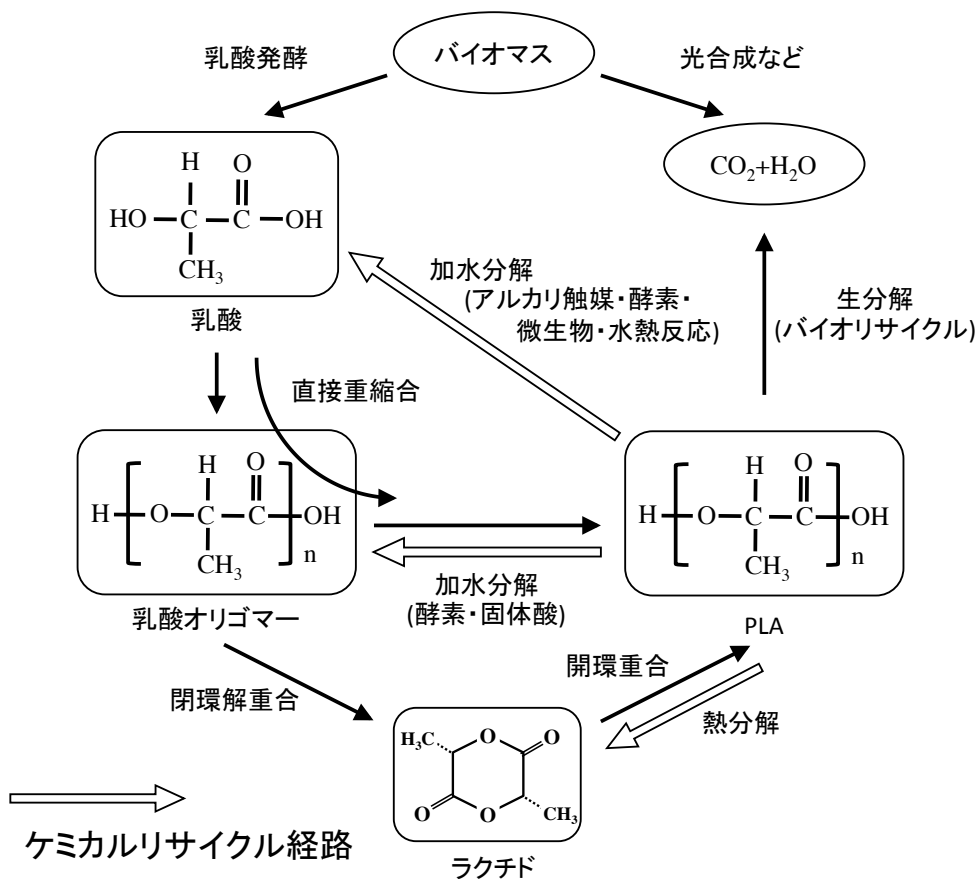 乳酸発酵
バイオマス
光合成など
CO₂+H₂O
H
O
HO
C
C
OH
CH₃
乳酸
加水分解
(アルカリ触媒・酵素・
微生物・水熱反応)
生分解
(バイオリサイクル)
直接重縮合
H
O
H
O
C
C
OH
CH₃
n
乳酸オリゴマー
加水分解
(酵素・固体酸)
H
O
H
O
C
C
OH
CH₃
n
PLA
閉環解重合
開環重合
熱分解
H₃C
O
O
O
O
CH₃
ラクチド
ケミカルリサイクル経路